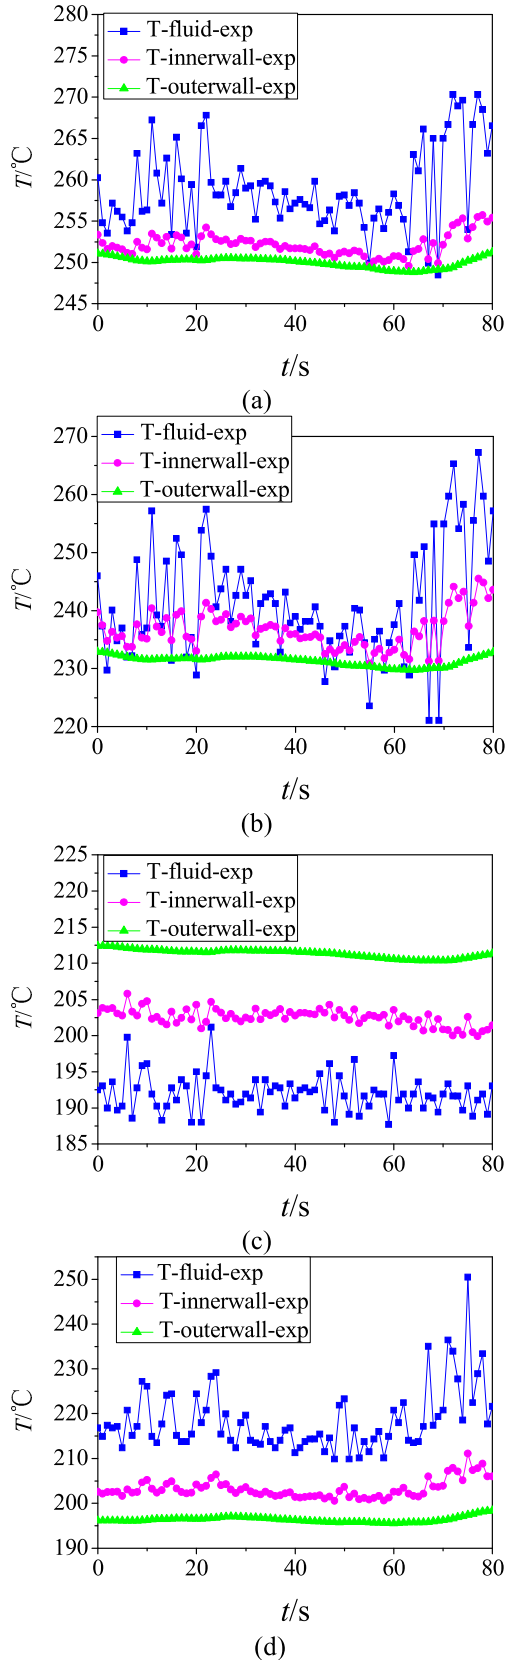 280
T-fluid-exp
T-innerwall-exp
T-outerwall-exp
270
265
260
255
250
245
T/℃
0 20 40 60 80
t/s
(a)
T-fluid-exp
T-innerwall-exp
T-outerwall-exp
270
260
250
240
230
220
T/℃
0 20 40 60 80
t/s
(b)
T-fluid-exp
T-innerwall-exp
T-outerwall-exp
225
220
215
210
205
200
195
190
185
T/℃
0 20 40 60 80
t/s
(c)
T-fluid-exp
T-innerwall-exp
T-outerwall-exp
250
240
230
220
210
200
190
T/℃
0 20 40 60 80
t/s
(d)